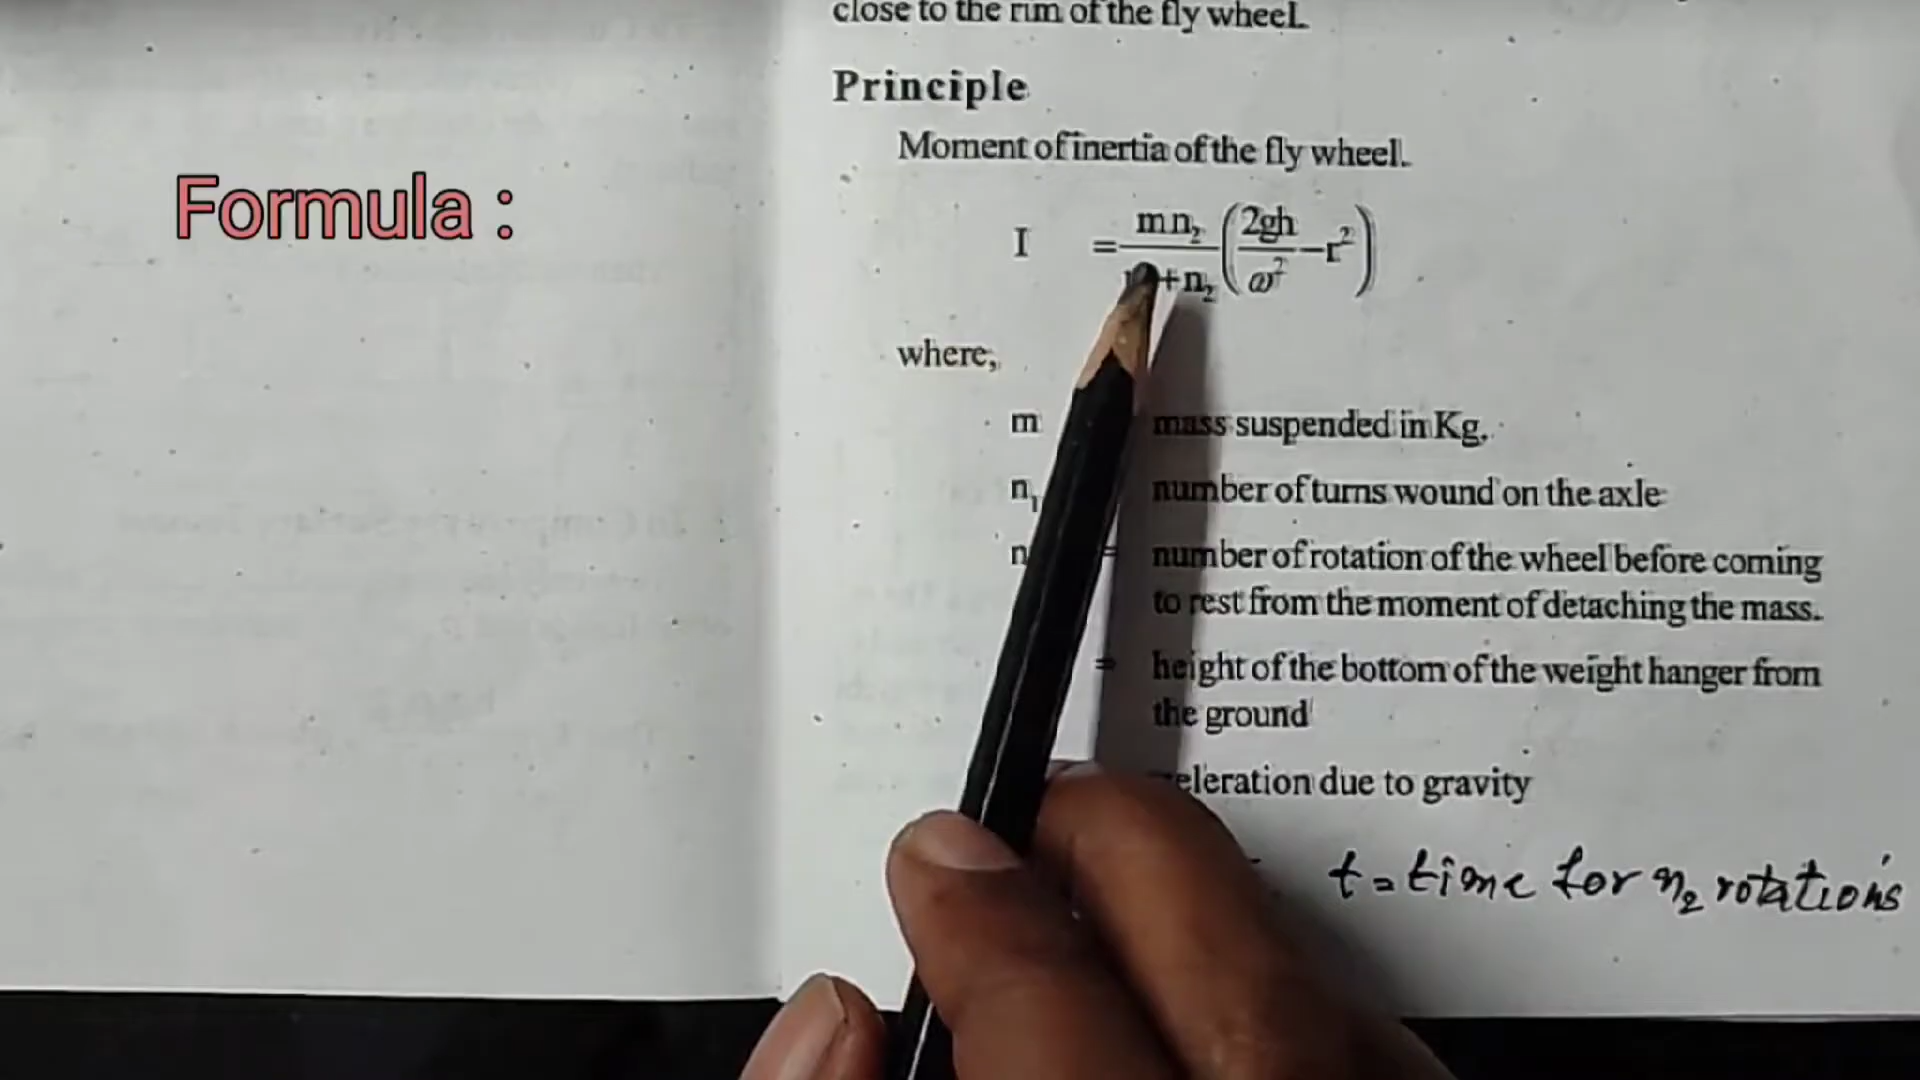 close to the rim of the fly wheel.
Principle
Formula :
Moment of inertia of the fly wheel.
I = mn₂ / +n₂ (2gh/ω² − r²)
where,
m mass suspended in Kg.
n₁ number of turns wound on the axle
n = number of rotation of the wheel before coming
to rest from the moment of detaching the mass.
= height of the bottom of the weight hanger from
the ground
due to gravity
t = time for n₂ rotations